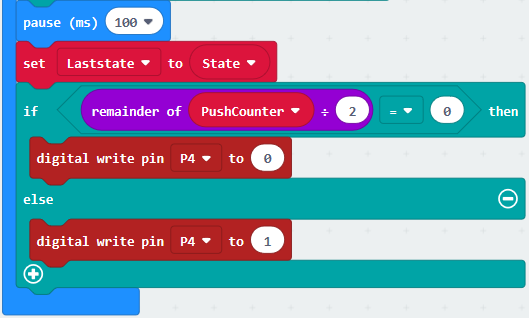 pause (ms) 100
set Laststate to State
if remainder of PushCounter ÷ 2 = 0 then
digital write pin P4 to 0
else
digital write pin P4 to 1